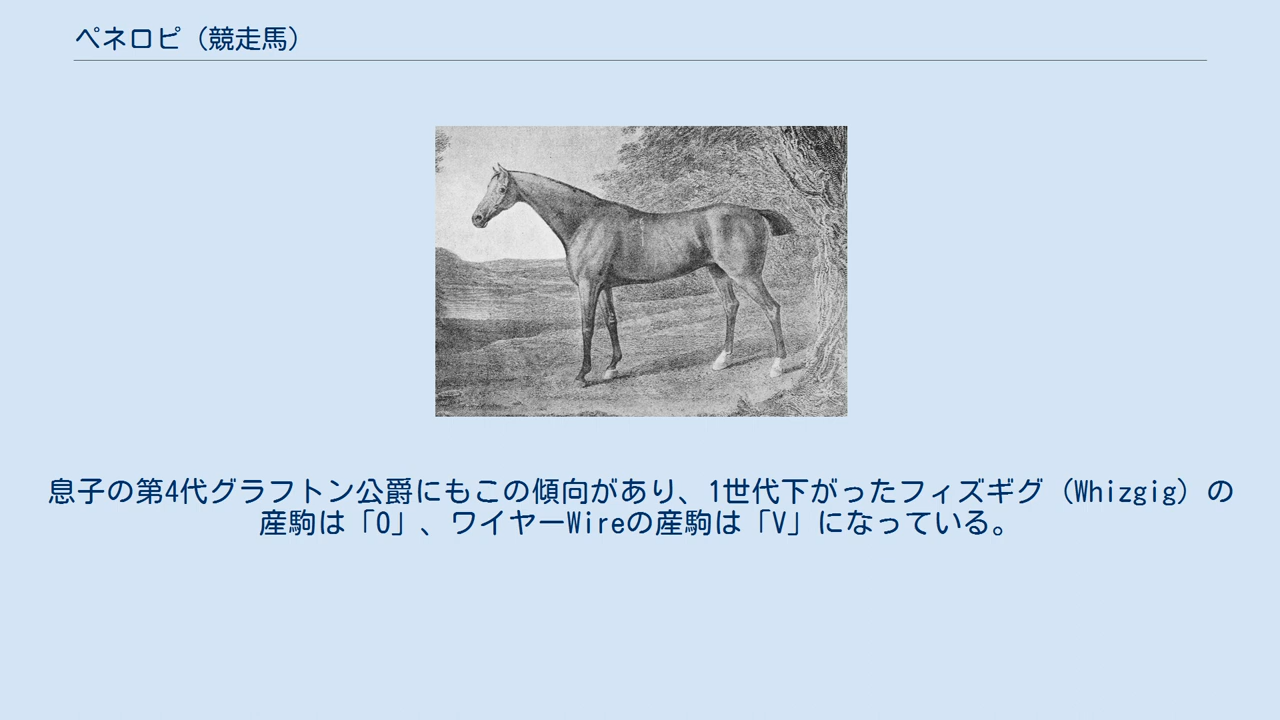 ペネロピ（競走馬）
息子の第4代グラフトン公爵にもこの傾向があり、1世代下がったフィズギグ（Whizgig）の
産駒は「O」、ワイヤーWireの産駒は「V」になっている。